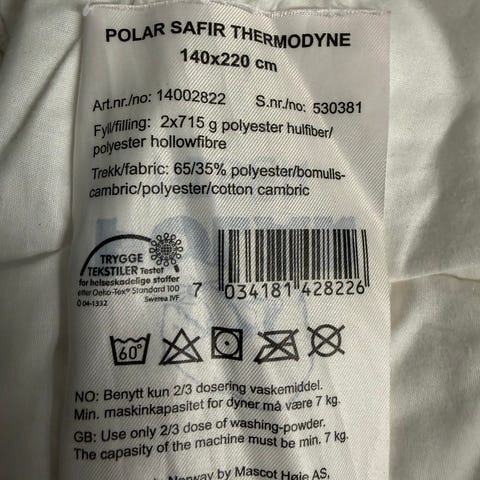 POLAR SAFIR THERMODYNE
140x220 cm
Art.nr./no: 14002822 S.nr./no: 530381
Fyll/filling: 2x715 g polyester hulfiber/
polyester hollowfibre
Trekk/fabric: 65/35% polyester/bomulls-
cambric/polyester/cotton cambric
TRYGGE
TEKSTILER Testet
for helseskadelige stoffer
etter Oeko-Tex® Standard 100
04-1332 Swerea IVF
7 034181 428226
60°
NO: Benytt kun 2/3 dosering vaskemiddel.
Min. maskinkapasitet for dyner må være 7 kg.
GB: Use only 2/3 dose of washing-powder.
The capacity of the machine must be min. 7 kg.
Norway by Mascot Høie AS,